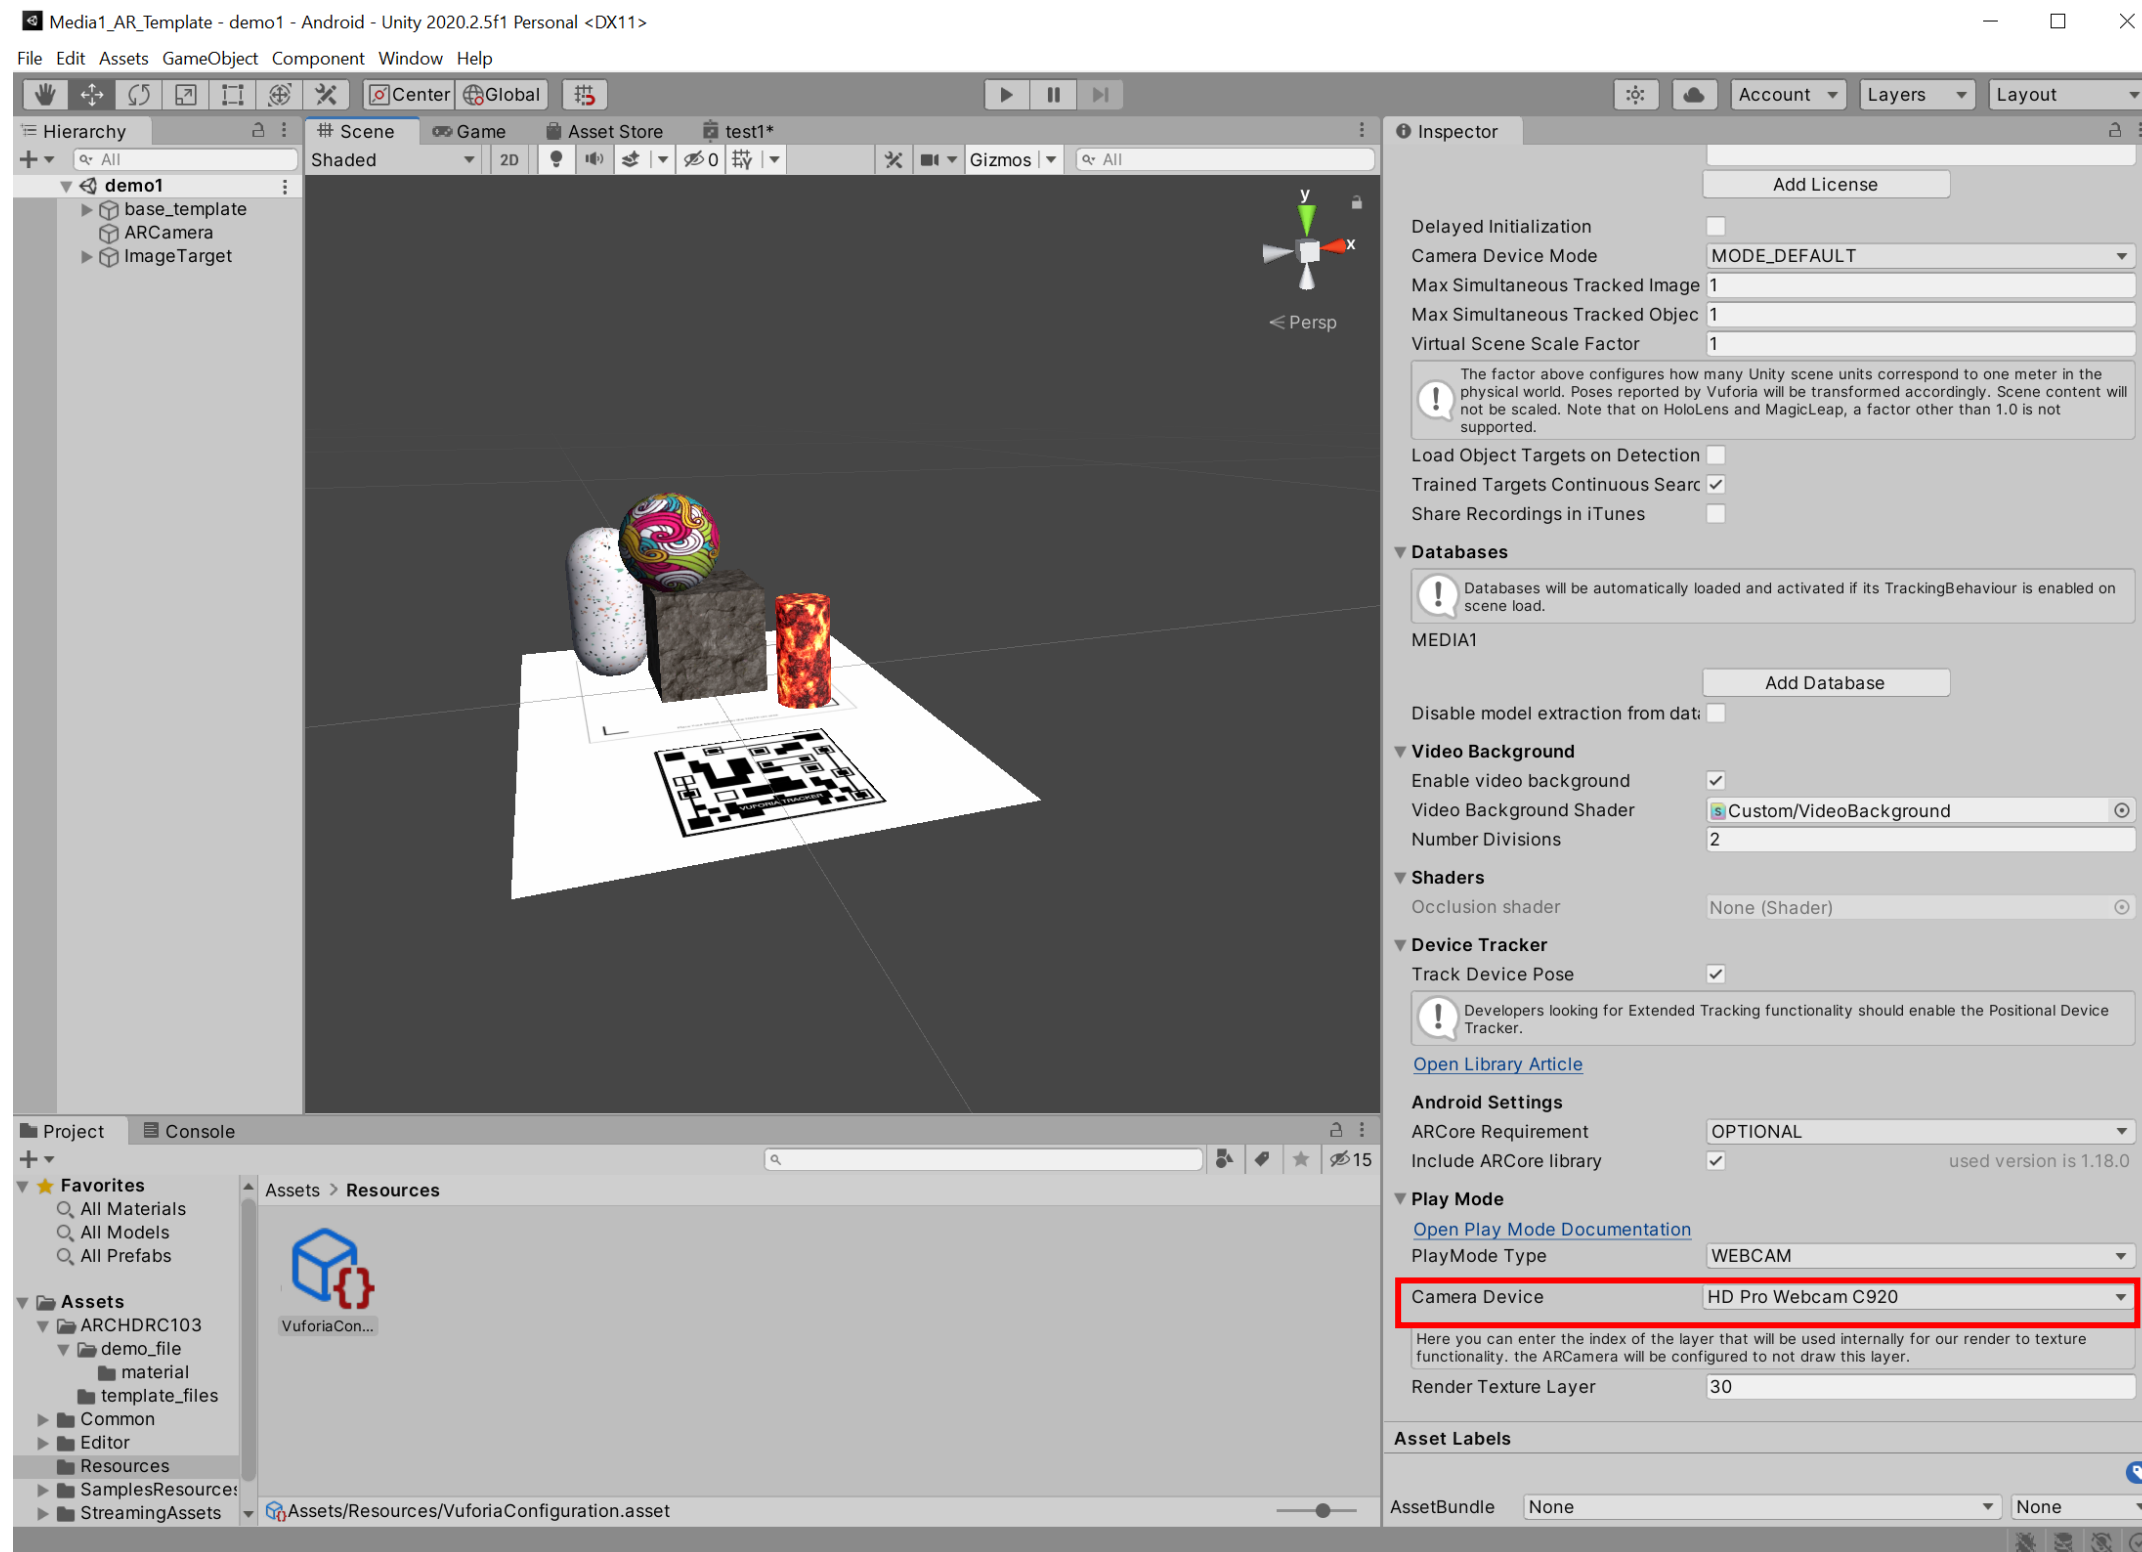 Media1_AR_Template - demo1 - Android - Unity 2020.2.5f1 Personal <DX11>
File Edit Assets GameObject Component Window Help
Center Global Account Layers Layout
Hierarchy
All
demo1
base_template
ARCamera
ImageTarget
Scene Game Asset Store test1*
Shaded 2D 0 Gizmos All
y
x
Persp
VUFORIA TRACKER
Inspector
Add License
Delayed Initialization
Camera Device Mode MODE_DEFAULT
Max Simultaneous Tracked Image 1
Max Simultaneous Tracked Objec 1
Virtual Scene Scale Factor 1
The factor above configures how many Unity scene units correspond to one meter in the
physical world. Poses reported by Vuforia will be transformed accordingly. Scene content will
not be scaled. Note that on HoloLens and MagicLeap, a factor other than 1.0 is not
supported.
Load Object Targets on Detection
Trained Targets Continuous Searc
Share Recordings in iTunes
Databases
Databases will be automatically loaded and activated if its TrackingBehaviour is enabled on
scene load.
MEDIA1
Add Database
Disable model extraction from data
Video Background
Enable video background
Video Background Shader Custom/VideoBackground
Number Divisions 2
Shaders
Occlusion shader None (Shader)
Device Tracker
Track Device Pose
Developers looking for Extended Tracking functionality should enable the Positional Device
Tracker.
Open Library Article
Android Settings
ARCore Requirement OPTIONAL
Include ARCore library used version is 1.18.0
Play Mode
Open Play Mode Documentation
PlayMode Type WEBCAM
Camera Device HD Pro Webcam C920
Here you can enter the index of the layer that will be used internally for our render to texture
functionality. the ARCamera will be configured to not draw this layer.
Render Texture Layer 30
Asset Labels
AssetBundle None None
Project Console
15
Favorites
All Materials
All Models
All Prefabs
Assets
ARCHDRC103
demo_file
material
template_files
Common
Editor
Resources
SamplesResources
StreamingAssets
Assets > Resources
VuforiaCon...
Assets/Resources/VuforiaConfiguration.asset